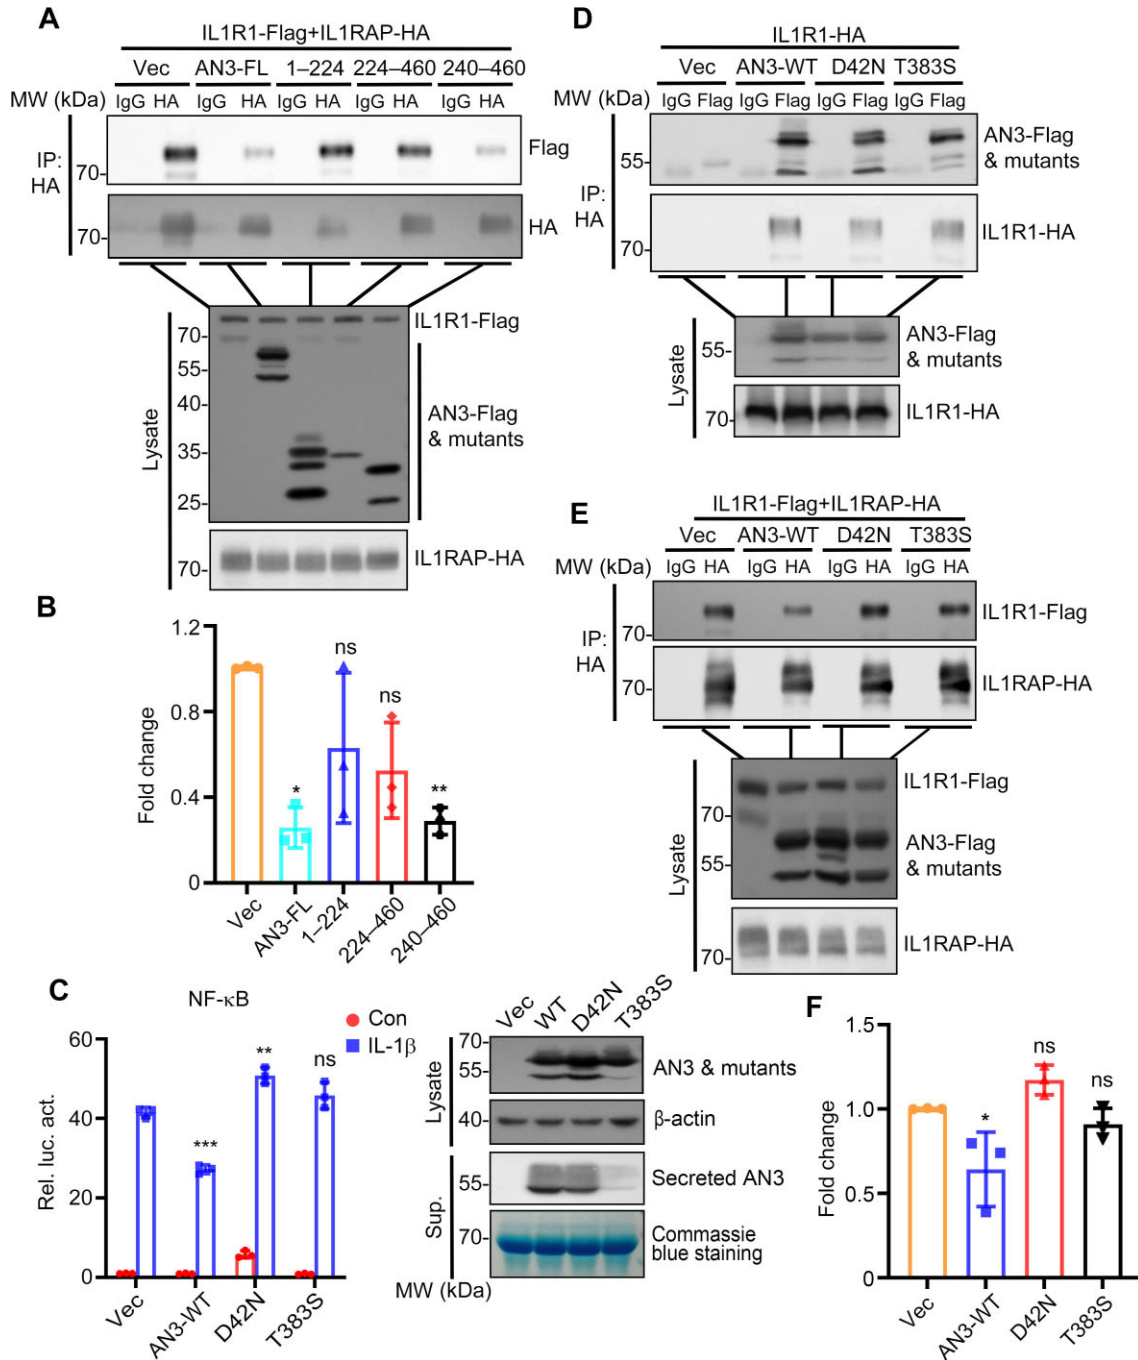 A
IL1R1-Flag+IL1RAP-HA
Vec AN3-FL 1–224 224–460 240–460
MW (kDa) IgG HA IgG HA IgG HA IgG HA IgG HA
IP: HA
70- Flag
70- HA
Lysate
70- IL1R1-Flag
55-
40- AN3-Flag & mutants
35-
25-
70- IL1RAP-HA
B
Fold change
1.2
0.8
0.4
0
ns
ns
*
**
Vec AN3-FL 1–224 224–460 240–460
C
NF-κB
Con
IL-1β
Rel. luc. act.
60
40
20
0
*** ** ns
Vec AN3-WT D42N T383S
Vec WT D42N T383S
Lysate
70-
55- AN3 & mutants
40- β-actin
Sup.
55- Secreted AN3
70- Commassie blue staining
MW (kDa)
D
IL1R1-HA
Vec AN3-WT D42N T383S
MW (kDa) IgG Flag IgG Flag IgG Flag IgG Flag
IP: HA
55- AN3-Flag & mutants
70- IL1R1-HA
Lysate
55- AN3-Flag & mutants
70- IL1R1-HA
E
IL1R1-Flag+IL1RAP-HA
Vec AN3-WT D42N T383S
MW (kDa) IgG HA IgG HA IgG HA IgG HA
IP: HA
70- IL1R1-Flag
70- IL1RAP-HA
Lysate
IL1R1-Flag
70-
55- AN3-Flag & mutants
70- IL1RAP-HA
F
Fold change
1.5
1.0
0.5
0
* ns ns
Vec AN3-WT D42N T383S